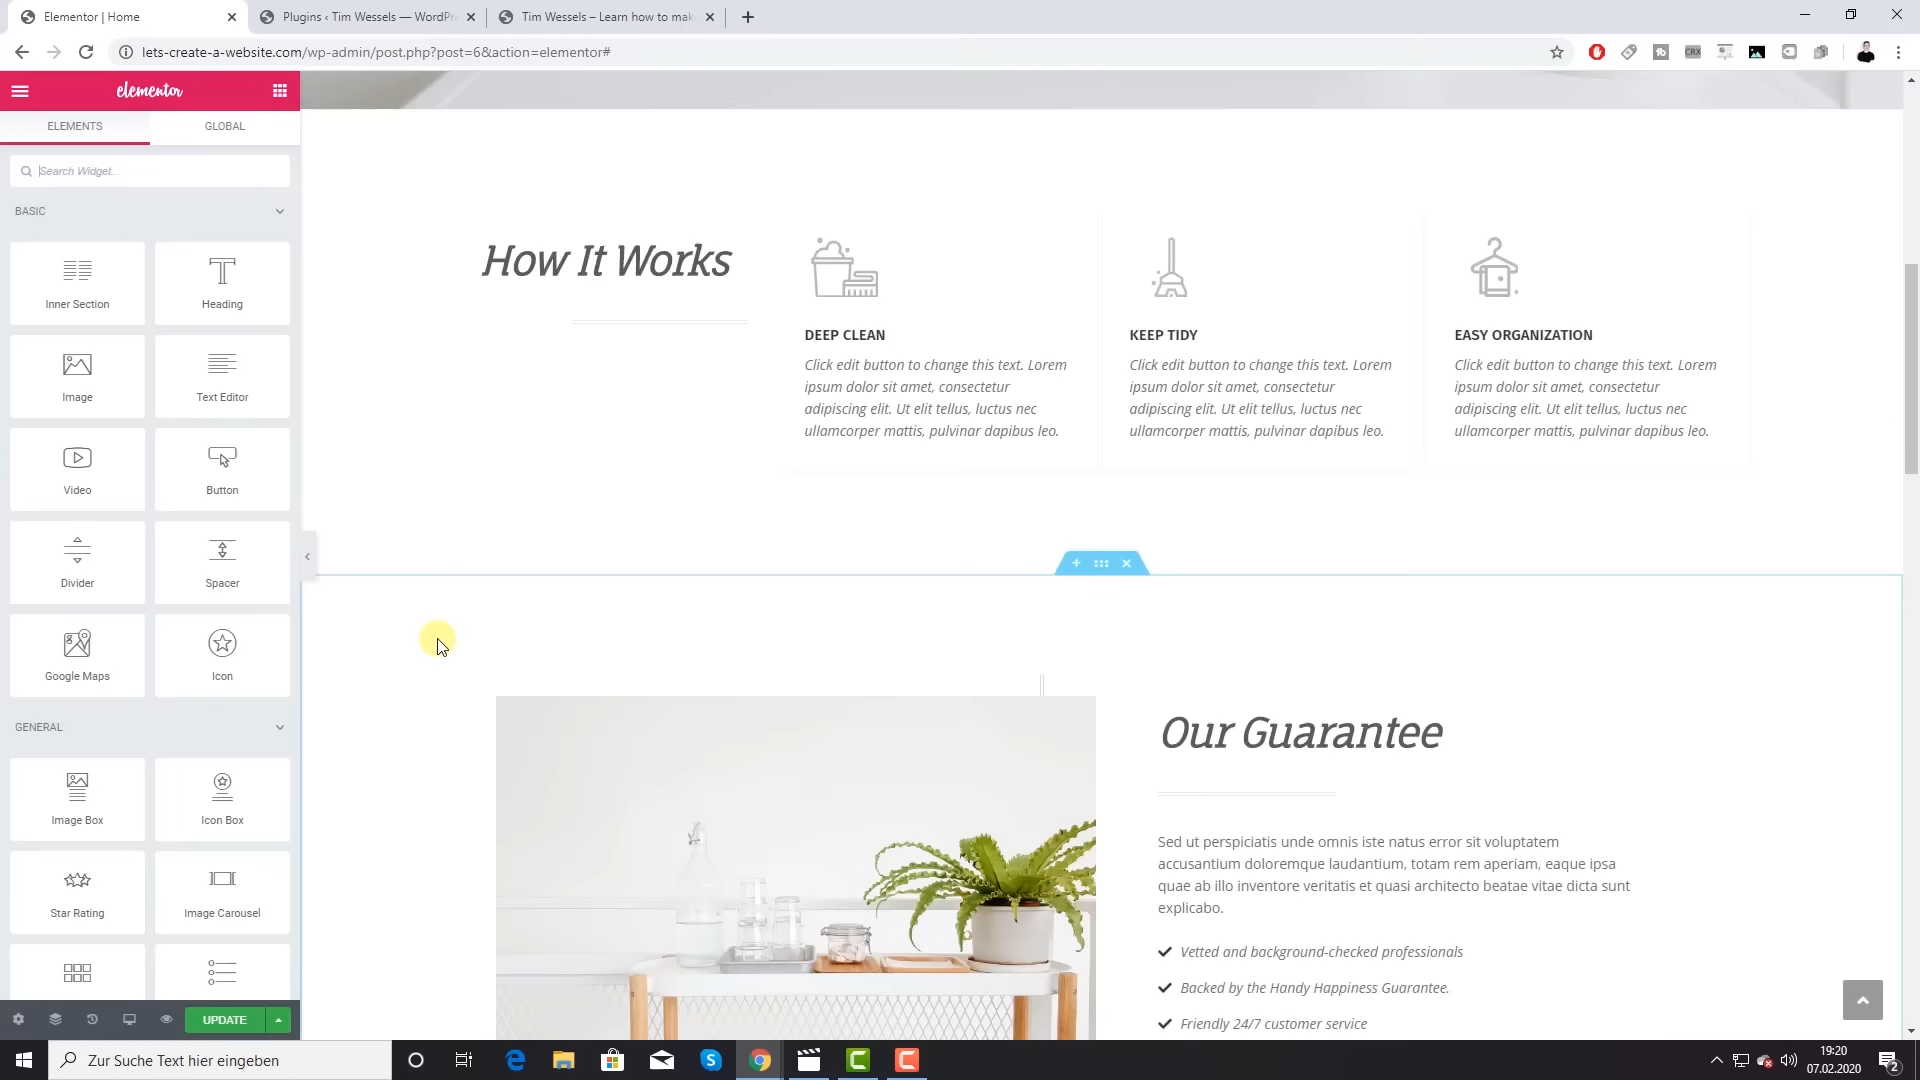 Elementor | Home
Plugins ‹ Tim Wessels — WordPr
Tim Wessels – Learn how to mak
lets-create-a-website.com/wp-admin/post.php?post=6&action=elementor#
elementor
ELEMENTS
GLOBAL
Search Widget...
BASIC
Inner Section
Heading
Image
Text Editor
Video
Button
Divider
Spacer
Google Maps
Icon
GENERAL
Image Box
Icon Box
Star Rating
Image Carousel
UPDATE
How It Works
DEEP CLEAN
Click edit button to change this text. Lorem
ipsum dolor sit amet, consectetur
adipiscing elit. Ut elit tellus, luctus nec
ullamcorper mattis, pulvinar dapibus leo.
KEEP TIDY
Click edit button to change this text. Lorem
ipsum dolor sit amet, consectetur
adipiscing elit. Ut elit tellus, luctus nec
ullamcorper mattis, pulvinar dapibus leo.
EASY ORGANIZATION
Click edit button to change this text. Lorem
ipsum dolor sit amet, consectetur
adipiscing elit. Ut elit tellus, luctus nec
ullamcorper mattis, pulvinar dapibus leo.
Our Guarantee
Sed ut perspiciatis unde omnis iste natus error sit voluptatem
accusantium doloremque laudantium, totam rem aperiam, eaque ipsa
quae ab illo inventore veritatis et quasi architecto beatae vitae dicta sunt
explicabo.
Vetted and background-checked professionals
Backed by the Handy Happiness Guarantee.
Friendly 24/7 customer service
Zur Suche Text hier eingeben
19:20
07.02.2020
2